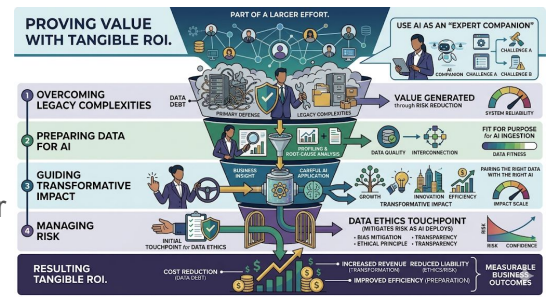 PROVING VALUE
WITH TANGIBLE ROI.
PART OF A LARGER EFFORT.
USE AI AS AN "EXPERT COMPANION"
AI
COMPANION
CHALLENGE A
CHALLENGE A
CHALLENGE B
1 OVERCOMING
LEGACY COMPLEXITIES
DATA
DEBT
PRIMARY DEFENSE
LEGACY COMPLEXITIES
VALUE GENERATED
through RISK REDUCTION
SYSTEM RELIABILITY
2 PREPARING DATA
FOR AI
PROFILING &
ROOT-CAUSE ANALYSIS
DATA QUALITY
INTERCONNECTION
FIT FOR PURPOSE
for AI INGESTION
DATA FITNESS
3 GUIDING
TRANSFORMATIVE
IMPACT
BUSINESS
INSIGHT
CAREFUL AI
APPLICATION
GROWTH
INNOVATION
EFFICIENCY
TRANSFORMATIVE IMPACT
PAIRING THE RIGHT DATA
WITH THE RIGHT AI
IMPACT SCALE
r
4 MANAGING
RISK
INITIAL
TOUCHPOINT for DATA ETHICS
DATA ETHICS TOUCHPOINT
(MITIGATES RISK AS AI DEPLOYS)
• BIAS MITIGATION • TRANSPARENCY
• ETHICAL PRINCIPLE • TRANSPARENCY
RISK
RISK CONFIDENCE
RESULTING
TANGIBLE ROI.
COST REDUCTION
(DATA DEBT)
INCREASED REVENUE
(TRANSFORMATION)
REDUCED LIABILITY
(ETHICS/RISK)
IMPROVED EFFICIENCY (PREPARATION)
MEASURABLE
BUSINESS
OUTCOMES